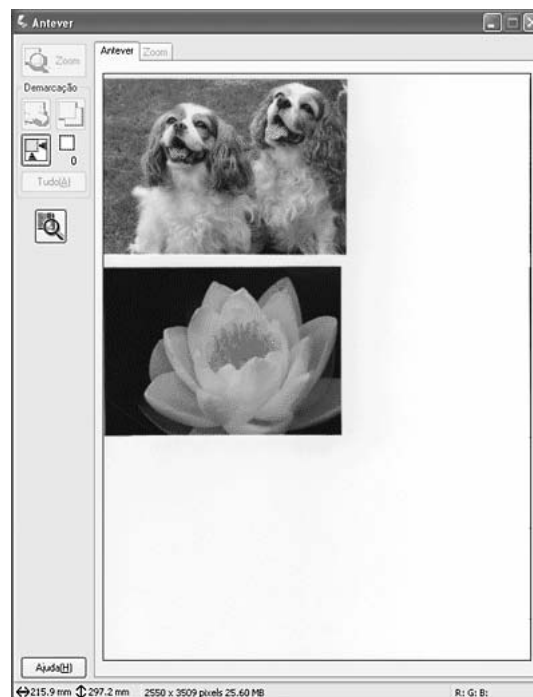 Antever
Zoom
Antever Zoom
Demarcação
0
Tudo(A)
Ajuda(H)
215.9 mm 297.2 mm 2550 x 3509 pixels 25.60 MB R: G: B: